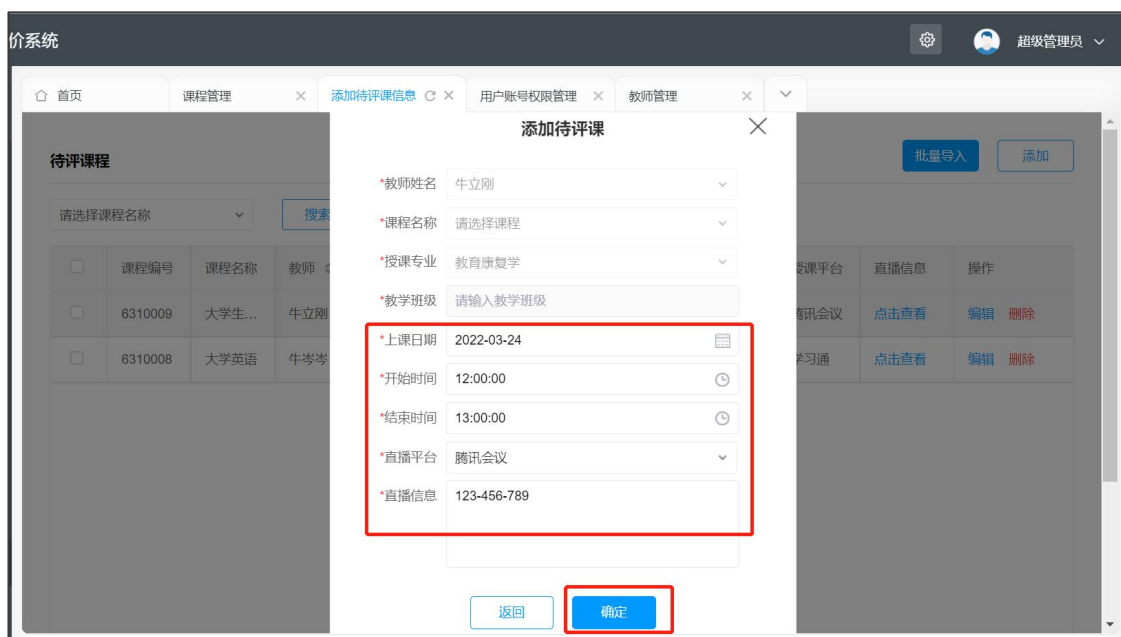 价系统 超级管理员
首页 课程管理 添加待评课信息 用户账号权限管理 教师管理
添加待评课
待评课程 批量导入 添加
*教师姓名 牛立刚
请选择课程名称 搜索
*课程名称 请选择课程
*授课专业 教育康复学
课程编号 课程名称 教师 授课平台 直播信息 操作
*教学班级 请输入教学班级
6310009 大学生... 牛立刚 腾讯会议 点击查看 编辑 删除
*上课日期 2022-03-24
6310008 大学英语 牛岑岑 学习通 点击查看 编辑 删除
*开始时间 12:00:00
*结束时间 13:00:00
*直播平台 腾讯会议
*直播信息 123-456-789
返回 确定